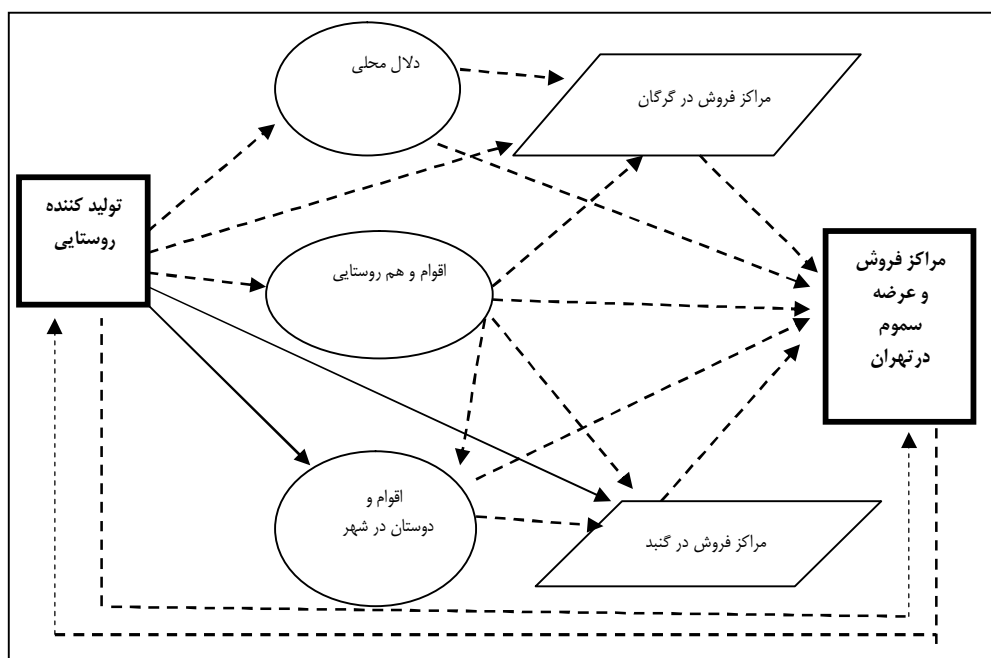 دلال محلی
مراکز فروش در گرگان
تولید کننده
روستایی
اقوام و هم روستایی
مراکز فروش
و عرضه
سموم
درتهران
اقوام و
دوستان در شهر
مراکز فروش در گنبد